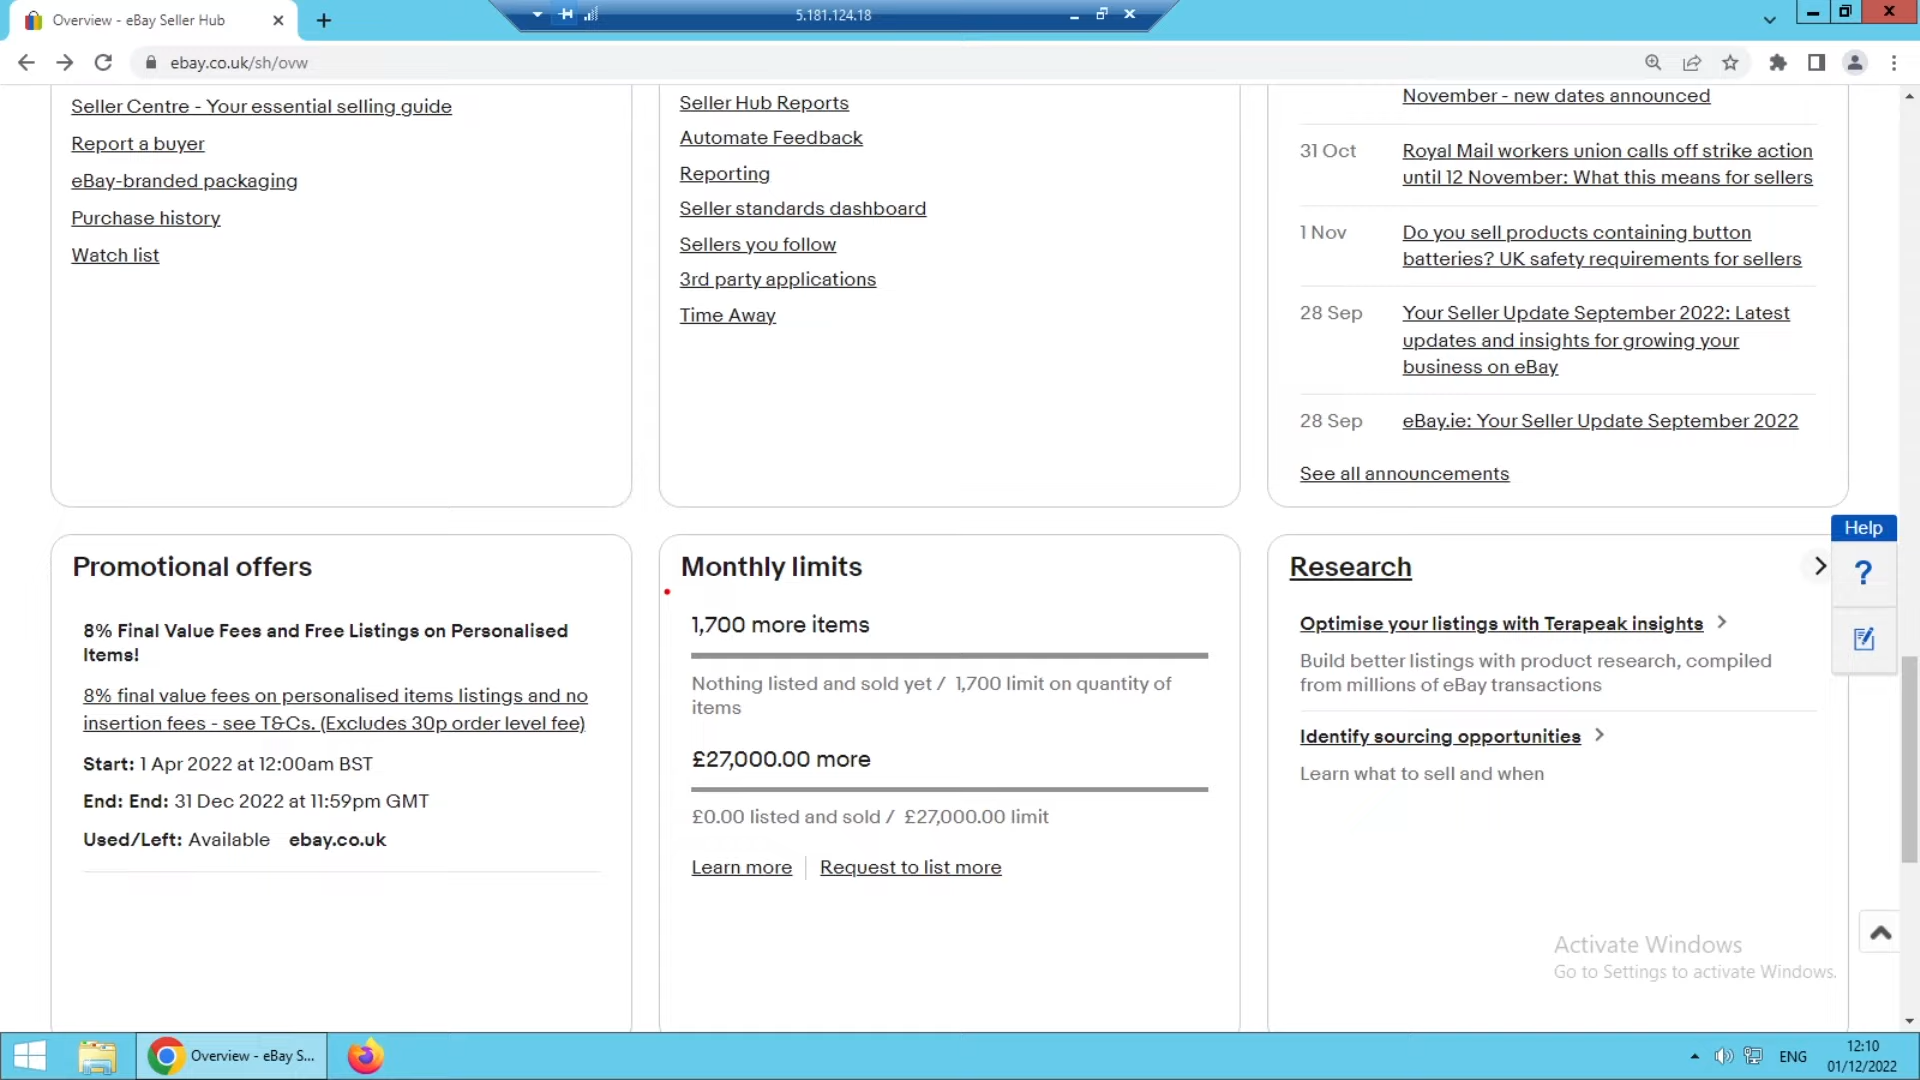 Overview - eBay Seller Hub
5.181.124.18
ebay.co.uk/sh/ovw
Seller Centre - Your essential selling guide
Report a buyer
eBay-branded packaging
Purchase history
Watch list
Seller Hub Reports
Automate Feedback
Reporting
Seller standards dashboard
Sellers you follow
3rd party applications
Time Away
November - new dates announced
31 Oct
Royal Mail workers union calls off strike action
until 12 November: What this means for sellers
1 Nov
Do you sell products containing button
batteries? UK safety requirements for sellers
28 Sep
Your Seller Update September 2022: Latest
updates and insights for growing your
business on eBay
28 Sep
eBay.ie: Your Seller Update September 2022
See all announcements
Help
?
Promotional offers
8% Final Value Fees and Free Listings on Personalised
Items!
8% final value fees on personalised items listings and no
insertion fees - see T&Cs. (Excludes 30p order level fee)
Start: 1 Apr 2022 at 12:00am BST
End: End: 31 Dec 2022 at 11:59pm GMT
Used/Left: Available ebay.co.uk
Monthly limits
1,700 more items
Nothing listed and sold yet / 1,700 limit on quantity of
items
£27,000.00 more
£0.00 listed and sold / £27,000.00 limit
Learn more
Request to list more
Research
Optimise your listings with Terapeak insights
Build better listings with product research, compiled
from millions of eBay transactions
Identify sourcing opportunities
Learn what to sell and when
Activate Windows
Go to Settings to activate Windows.
Overview - eBay S...
ENG
12:10
01/12/2022